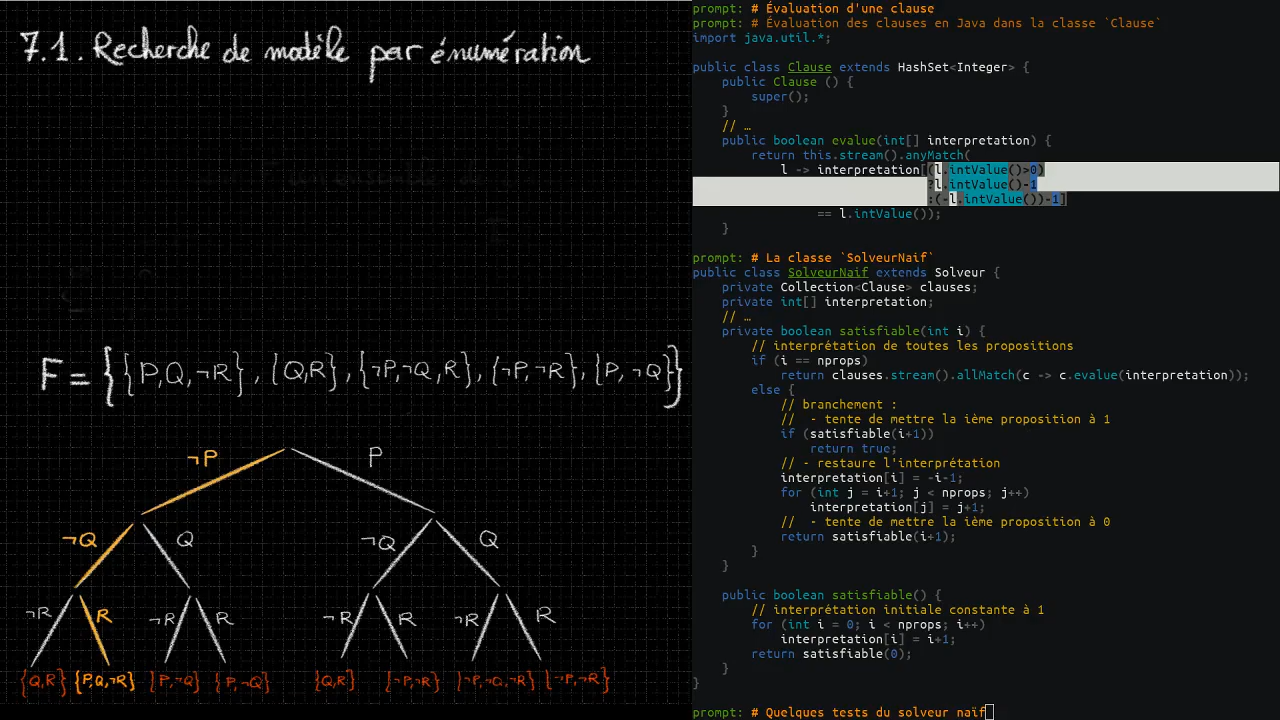 7.1. Recherche de modèle par énumération
F = {{P,Q,¬R}, {Q,R}, {¬P,¬Q,R}, {¬P,¬R}, {P,¬Q}}
¬P P
¬Q Q ¬Q Q
¬R R ¬R R ¬R R ¬R R
{Q,R} {P,Q,¬R} {P,¬Q} {P,¬Q} {Q,R} {¬P,¬R} {¬P,¬Q,R} {¬P,¬R}
prompt: # Évaluation d'une clause
prompt: # Évaluation des clauses en Java dans la classe `Clause`
import java.util.*;
public class Clause extends HashSet<Integer> {
public Clause () {
super();
}
// …
public boolean evalue(int[] interpretation) {
return this.stream().anyMatch(
l -> interpretation[(l.intValue()>0)
?l.intValue()-1
:(-l.intValue())-1]
== l.intValue());
}
prompt: # La classe `SolveurNaif`
public class SolveurNaif extends Solveur {
private Collection<Clause> clauses;
private int[] interpretation;
// …
private boolean satisfiable(int i) {
// interprétation de toutes les propositions
if (i == nprops)
return clauses.stream().allMatch(c -> c.evalue(interpretation));
else {
// branchement :
//  - tente de mettre la ième proposition à 1
if (satisfiable(i+1))
return true;
// - restaure l'interprétation
interpretation[i] = -i-1;
for (int j = i+1; j < nprops; j++)
interpretation[j] = j+1;
//  - tente de mettre la ième proposition à 0
return satisfiable(i+1);
}
}
public boolean satisfiable() {
// interprétation initiale constante à 1
for (int i = 0; i < nprops; i++)
interpretation[i] = i+1;
return satisfiable(0);
}
}
prompt: # Quelques tests du solveur naïf